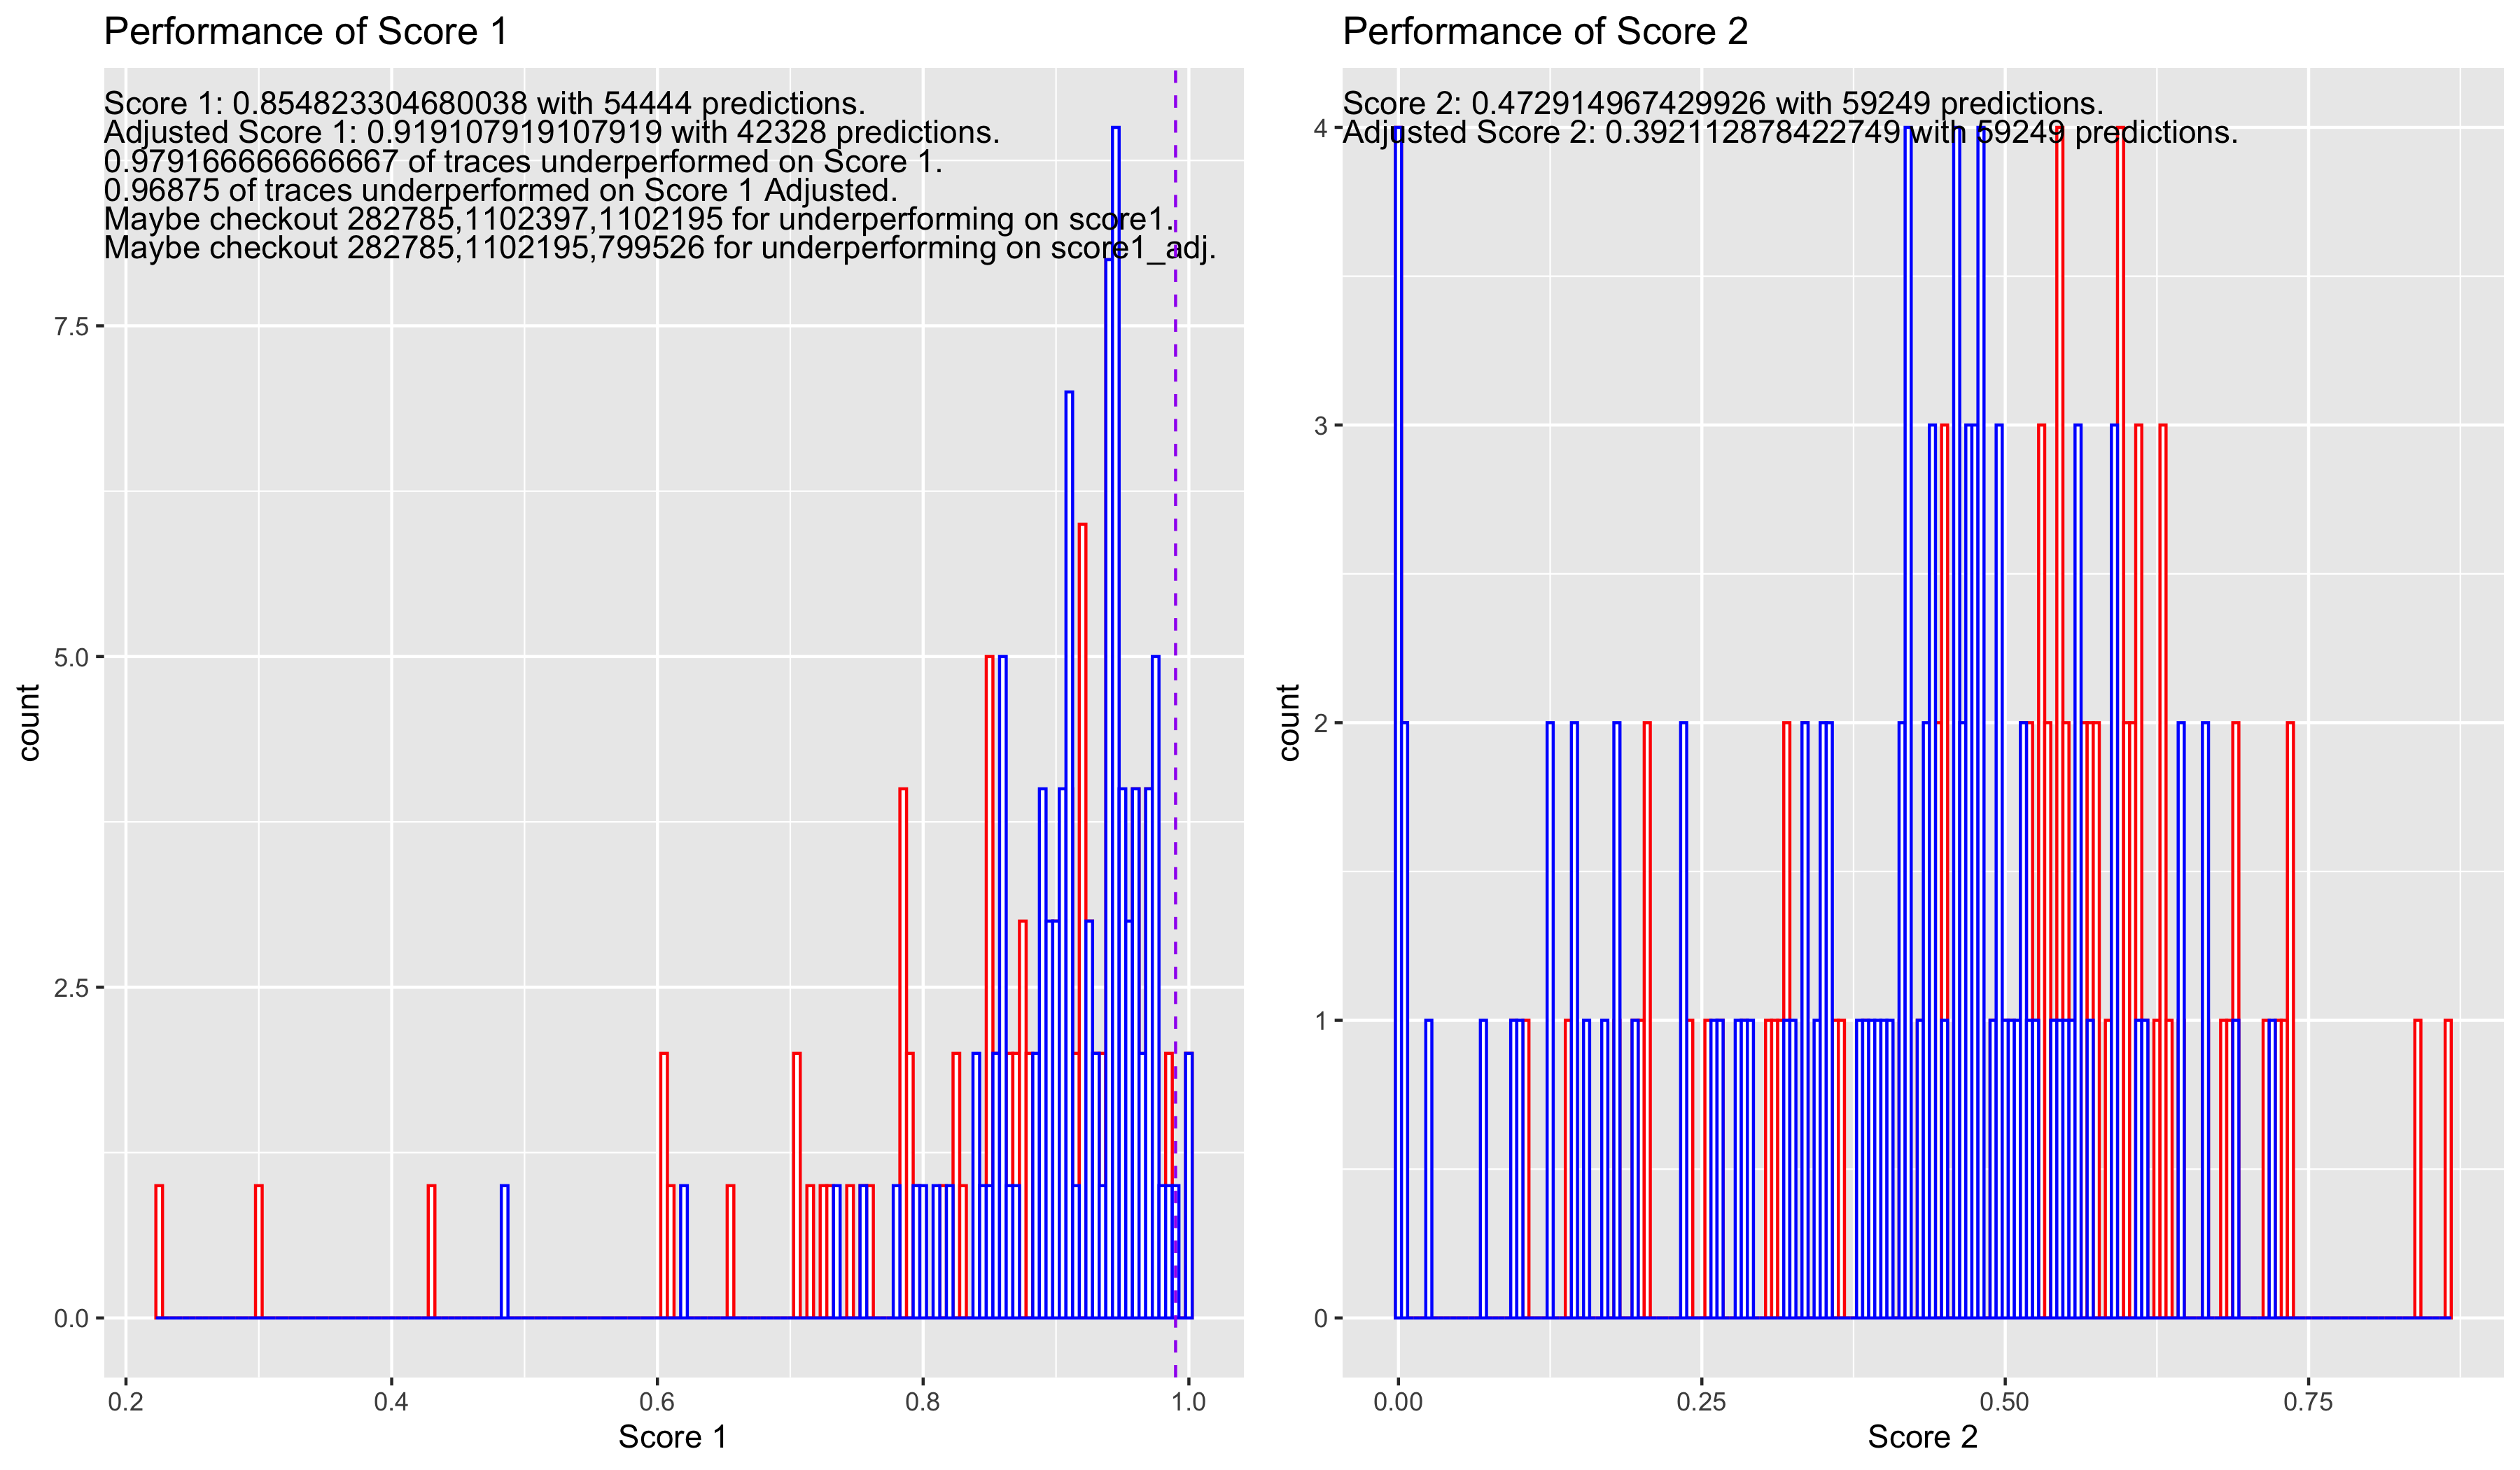 Performance of Score 1
Score 1: 0.854823304680038 with 54444 predictions.
Adjusted Score 1: 0.919107919107919 with 42328 predictions.
0.979166666666667 of traces underperformed on Score 1.
0.96875 of traces underperformed on Score 1 Adjusted.
Maybe checkout 282785,1102397,1102195 for underperforming on score1.
Maybe checkout 282785,1102195,799526 for underperforming on score1_adj.
7.5
5.0
2.5
0.0
count
0.2 0.4 0.6 0.8 1.0
Score 1
Performance of Score 2
Score 2: 0.472914967429926 with 59249 predictions.
Adjusted Score 2: 0.392112878422749 with 59249 predictions.
4
3
2
1
0
count
0.00 0.25 0.50 0.75
Score 2